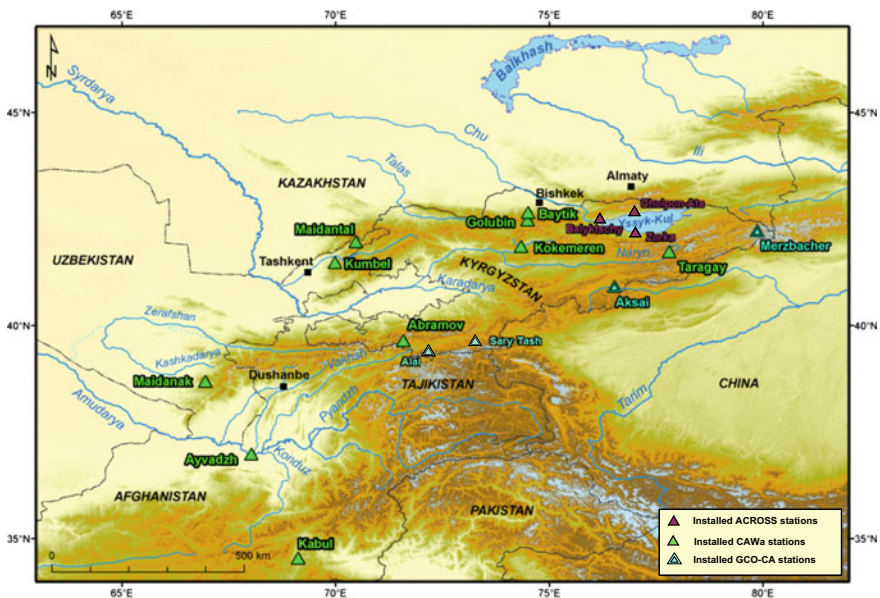 65°E 70°E 75°E 80°E
N
Balkhash
Syrdarya
45°N 45°N
Chu
Ili
Talas
Almaty
KAZAKHSTAN
Bishkek
Cholpon-Ata
Golubin Baytik
Yssyk-Kul
Balyktschy
Maidantal
Zorka
Merzbacher
Kökemeren
Naryn
UZBEKISTAN
Tashkent
Kumbel
KYRGYZSTAN
Taragay
Karadarya
Aksai
Zerafshan
40°N 40°N
Abramov
Sary-Tash
Kashkadarya
Vakhsh
Alai
Maidanak
Dushanbe
TAJIKISTAN
CHINA
Amudarya
Pyandzh
Tarim
Ayvadzh
Konduz
AFGHANISTAN
PAKISTAN
Installed ACROSS stations
35°N 35°N
Kabul
Installed CAWa stations
0 500 km
Installed GCO-CA stations
65°E 70°E 75°E 80°E